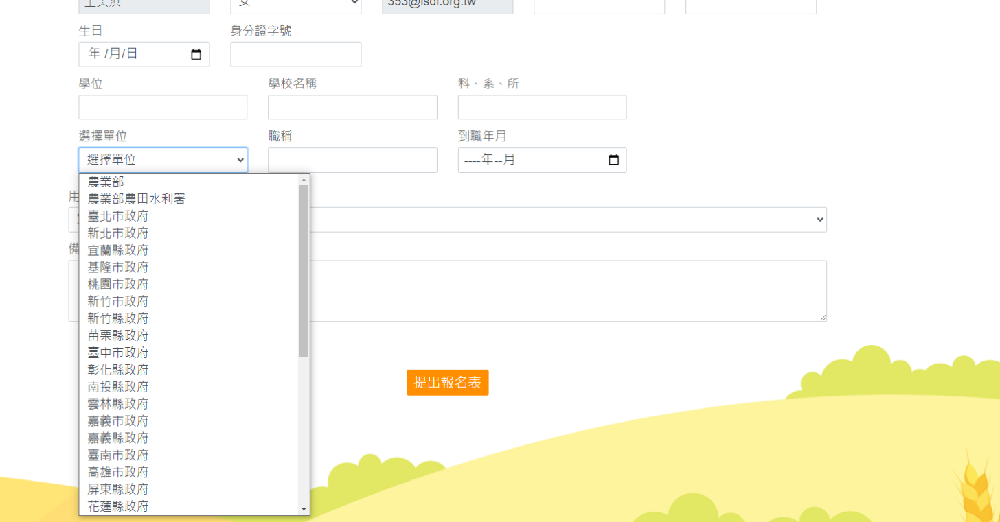 女
353@isdf.org.tw
生日
身分證字號
年 /月/日
學位
學校名稱
科、系、所
選擇單位
職稱
到職年月
選擇單位
----年--月
農業部
農業部農田水利署
臺北市政府
新北市政府
宜蘭縣政府
基隆市政府
桃園市政府
新竹市政府
新竹縣政府
苗栗縣政府
臺中市政府
彰化縣政府
南投縣政府
雲林縣政府
嘉義市政府
嘉義縣政府
臺南市政府
高雄市政府
屏東縣政府
花蓮縣政府
用
備
提出報名表